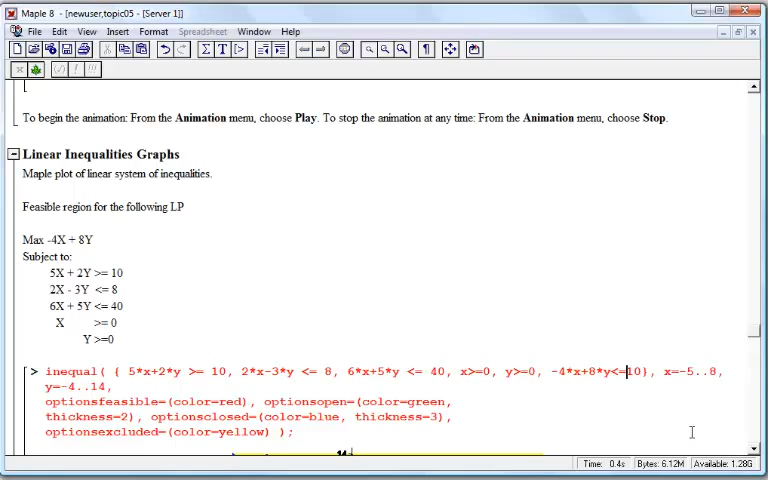 Maple 8 - [newuser,topic05 - [Server 1]]
File Edit View Insert Format Spreadsheet Window Help
To begin the animation: From the Animation menu, choose Play. To stop the animation at any time: From the Animation menu, choose Stop.
Linear Inequalities Graphs
Maple plot of linear system of inequalities.
Feasible region for the following LP
Max -4X + 8Y
Subject to:
5X + 2Y >= 10
2X - 3Y <= 8
6X + 5Y <= 40
X >= 0
Y >=0
> inequal( { 5*x+2*y >= 10, 2*x-3*y <= 8, 6*x+5*y <= 40, x>=0, y>=0, -4*x+8*y<=10}, x=-5..8,
y=-4..14,
optionsfeasible=(color=red), optionsopen=(color=green,
thickness=2), optionsclosed=(color=blue, thickness=3),
optionsexcluded=(color=yellow) );
14
Time: 0.4s Bytes: 6.12M Available: 1.28G